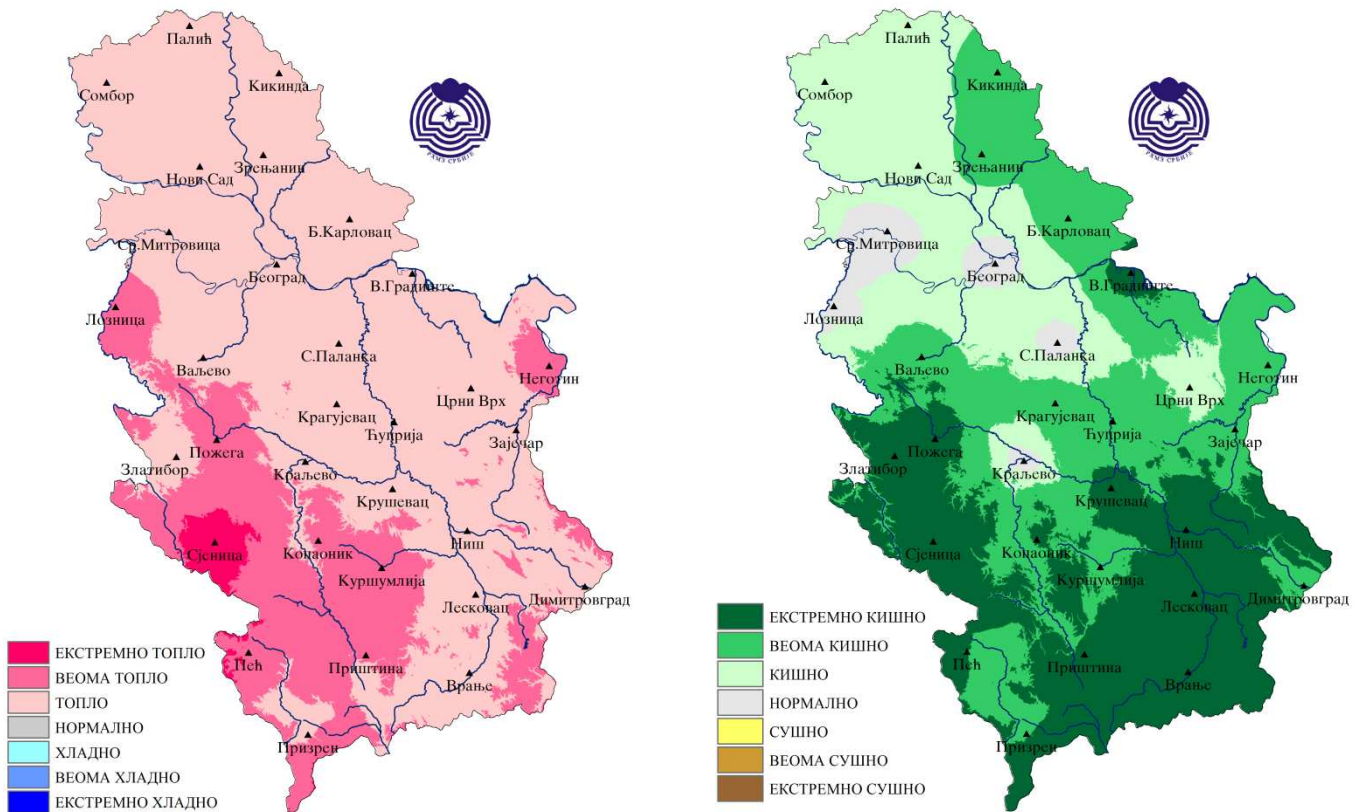 Палић
Кикинда
Сомбор
РХМЗ СРБИЈЕ
Зрењанин
Нови Сад
Б.Карловац
Ср.Митровица
Београд
В.Градиште
Лозница
С.Паланка
Ваљево
Неготин
Црни Врх
Крагујевац
Ћуприја
Зајечар
Пожега
Златибор
Краљево
Крушевац
Ниш
Сјеница
Копаоник
Куршумлија
Димитровград
Лесковац
Пећ
Приштина
Врање
Призрен
ЕКСТРЕМНО ТОПЛО
ВЕОМА ТОПЛО
ТОПЛО
НОРМАЛНО
ХЛАДНО
ВЕОМА ХЛАДНО
ЕКСТРЕМНО ХЛАДНО
Палић
Кикинда
Сомбор
РХМЗ СРБИЈЕ
Зрењанин
Нови Сад
Б.Карловац
Ср.Митровица
Београд
В.Градиште
Лозница
С.Паланка
Ваљево
Неготин
Црни Врх
Крагујевац
Ћуприја
Зајечар
Пожега
Златибор
Краљево
Крушевац
Ниш
Сјеница
Копаоник
Куршумлија
Димитровград
Лесковац
Пећ
Приштина
Врање
Призрен
ЕКСТРЕМНО КИШНО
ВЕОМА КИШНО
КИШНО
НОРМАЛНО
СУШНО
ВЕОМА СУШНО
ЕКСТРЕМНО СУШНО